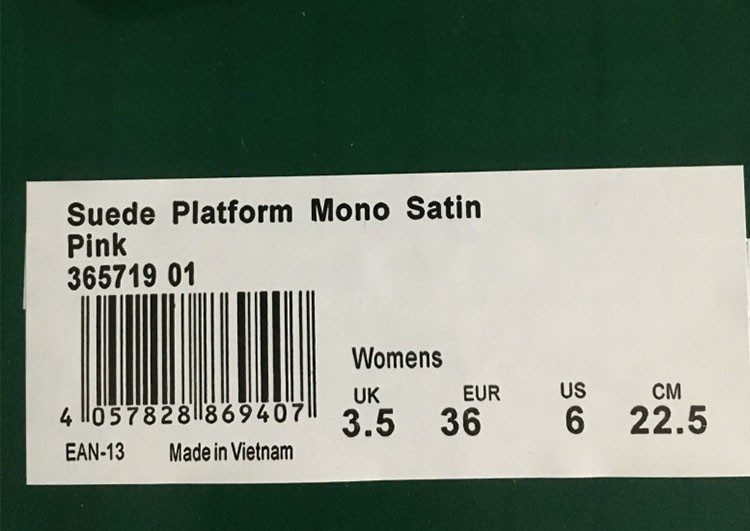 Suede Platform Mono Satin
Pink
365719 01
4 057828 869407
EAN-13 Made in Vietnam
Womens
UK EUR US CM
3.5 36 6 22.5